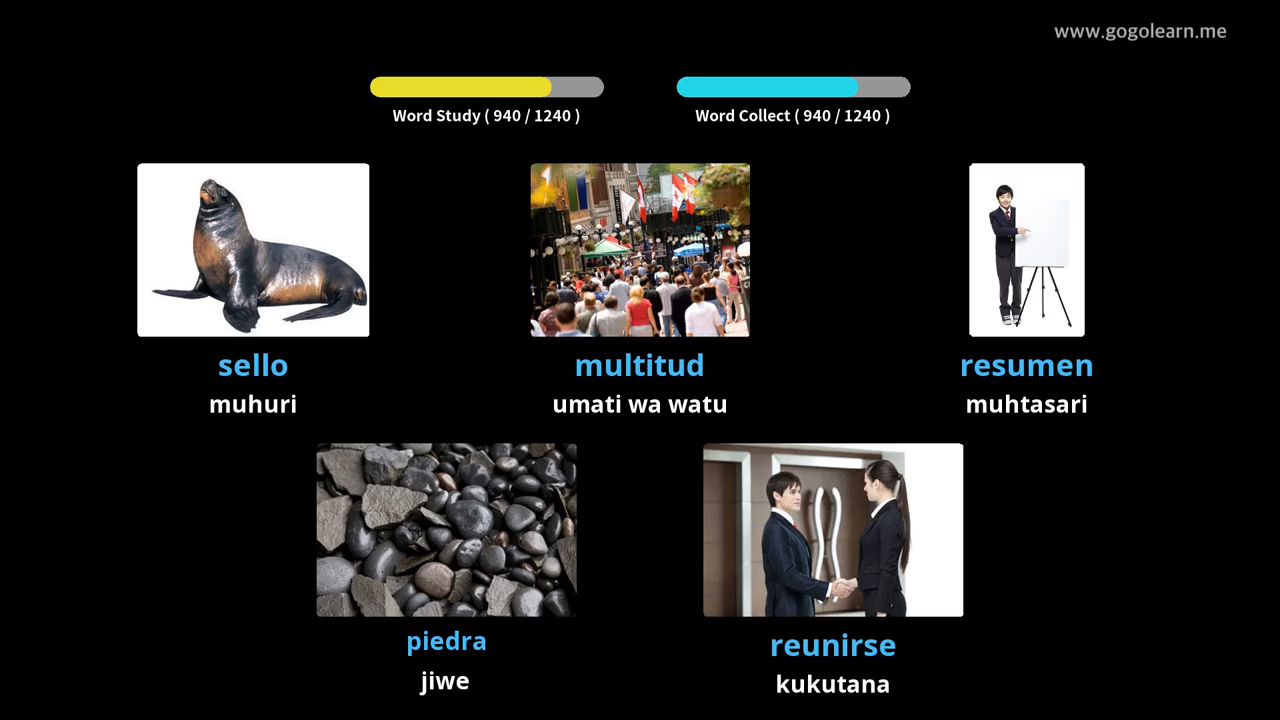 www.gogolearn.me
Word Study ( 940 / 1240 )
Word Collect ( 940 / 1240 )
sello
muhuri
multitud
umati wa watu
resumen
muhtasari
piedra
jiwe
reunirse
kukutana